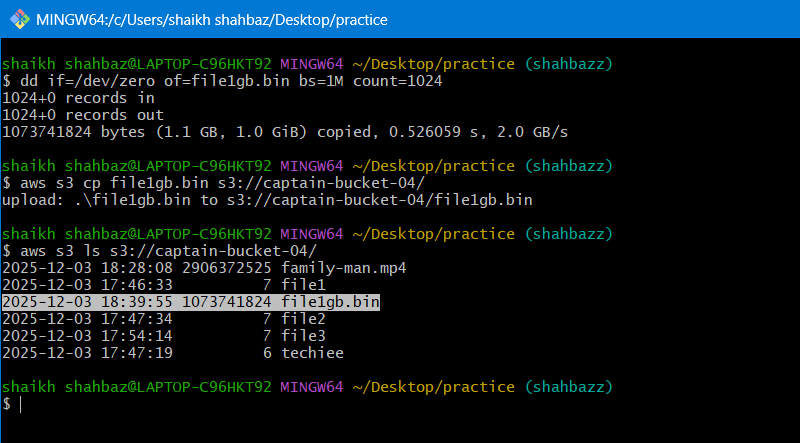 MINGW64:/c/Users/shaikh shahbaz/Desktop/practice
shaikh shahbaz@LAPTOP-C96HKT92 MINGW64 ~/Desktop/practice (shahbazz)
$ dd if=/dev/zero of=file1gb.bin bs=1M count=1024
1024+0 records in
1024+0 records out
1073741824 bytes (1.1 GB, 1.0 GiB) copied, 0.526059 s, 2.0 GB/s
shaikh shahbaz@LAPTOP-C96HKT92 MINGW64 ~/Desktop/practice (shahbazz)
$ aws s3 cp file1gb.bin s3://captain-bucket-04/
upload: .\file1gb.bin to s3://captain-bucket-04/file1gb.bin
shaikh shahbaz@LAPTOP-C96HKT92 MINGW64 ~/Desktop/practice (shahbazz)
$ aws s3 ls s3://captain-bucket-04/
2025-12-03 18:28:08 2906372525 family-man.mp4
2025-12-03 17:46:33          7 file1
2025-12-03 18:39:55 1073741824 file1gb.bin
2025-12-03 17:47:34          7 file2
2025-12-03 17:54:14          7 file3
2025-12-03 17:47:19          6 techiee
shaikh shahbaz@LAPTOP-C96HKT92 MINGW64 ~/Desktop/practice (shahbazz)
$